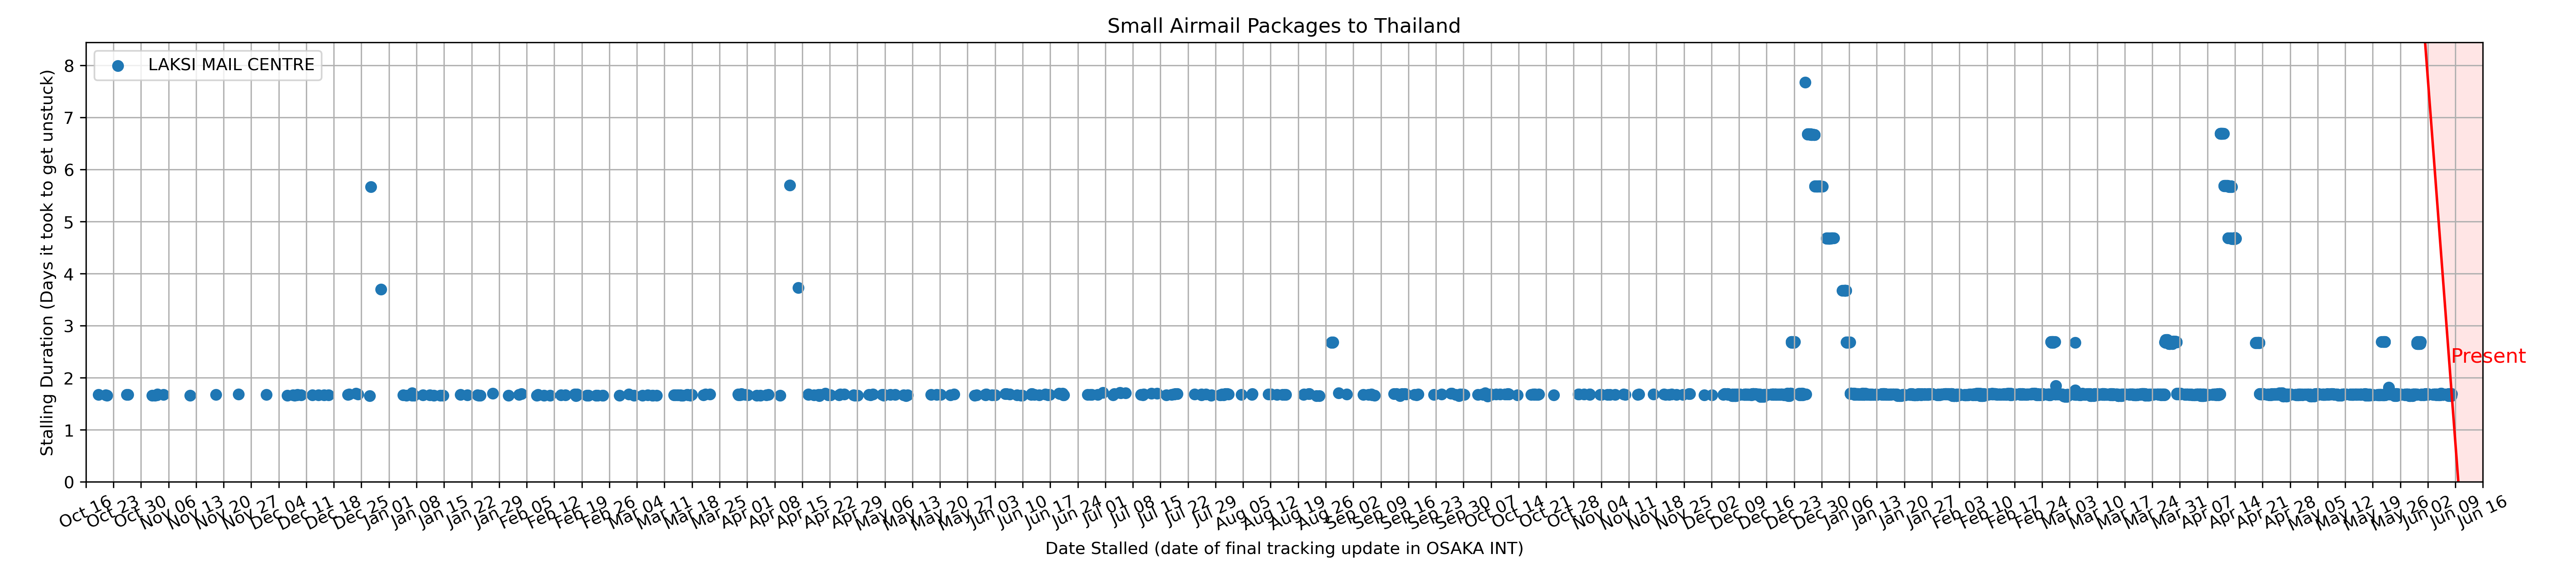 Small Airmail Packages to Thailand
LAKSI MAIL CENTRE
Stalling Duration (Days it took to get unstuck)
8
7
6
5
4
3
2
1
0
Present
Oct 16
Oct 23
Oct 30
Nov 06
Nov 13
Nov 20
Nov 27
Dec 04
Dec 11
Dec 18
Dec 25
Jan 01
Jan 08
Jan 15
Jan 22
Jan 29
Feb 05
Feb 12
Feb 19
Feb 26
Mar 04
Mar 11
Mar 18
Mar 25
Apr 01
Apr 08
Apr 15
Apr 22
Apr 29
May 06
May 13
May 20
May 27
Jun 03
Jun 10
Jun 17
Jun 24
Jul 01
Jul 08
Jul 15
Jul 22
Jul 29
Aug 05
Aug 12
Aug 19
Aug 26
Sep 02
Sep 09
Sep 16
Sep 23
Sep 30
Oct 07
Oct 14
Oct 21
Oct 28
Nov 04
Nov 11
Nov 18
Nov 25
Dec 02
Dec 09
Dec 16
Dec 23
Dec 30
Jan 06
Jan 13
Jan 20
Jan 27
Feb 03
Feb 10
Feb 17
Feb 24
Mar 03
Mar 10
Mar 17
Mar 24
Mar 31
Apr 07
Apr 14
Apr 21
Apr 28
May 05
May 12
May 19
May 26
Jun 02
Jun 09
Jun 16
Date Stalled (date of final tracking update in OSAKA INT)